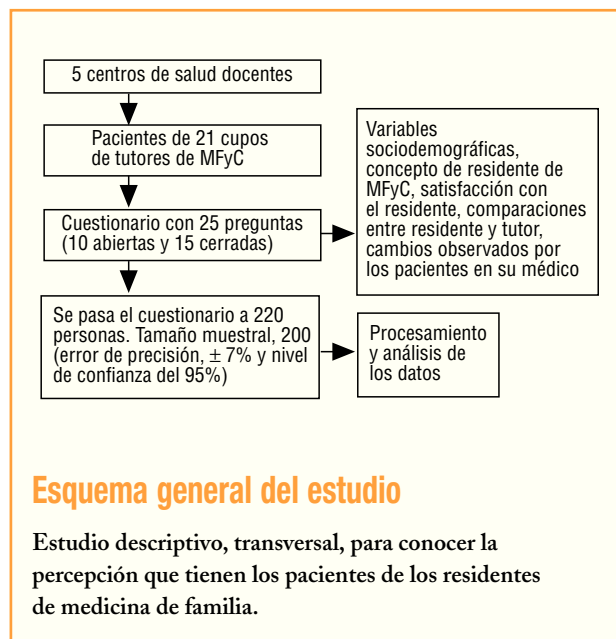 5 centros de salud docentes
Pacientes de 21 cupos
de tutores de MFyC
Cuestionario con 25 preguntas
(10 abiertas y 15 cerradas)
Variables
sociodemográficas,
concepto de residente de
MFyC, satisfacción con
el residente, comparaciones
entre residente y tutor,
cambios observados por
los pacientes en su médico
Se pasa el cuestionario a 220
personas. Tamaño muestral, 200
(error de precisión, ± 7% y nivel
de confianza del 95%)
Procesamiento
y análisis de
los datos
Esquema general del estudio
Estudio descriptivo, transversal, para conocer la
percepción que tienen los pacientes de los residentes
de medicina de familia.